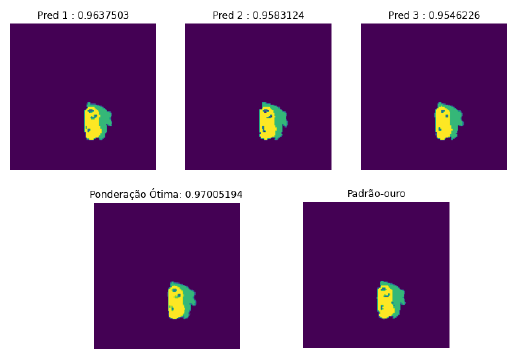 Pred 1 : 0.9637503
Pred 2 : 0.9583124
Pred 3 : 0.9546226
Ponderação Ótima: 0.97005194
Padrão-ouro